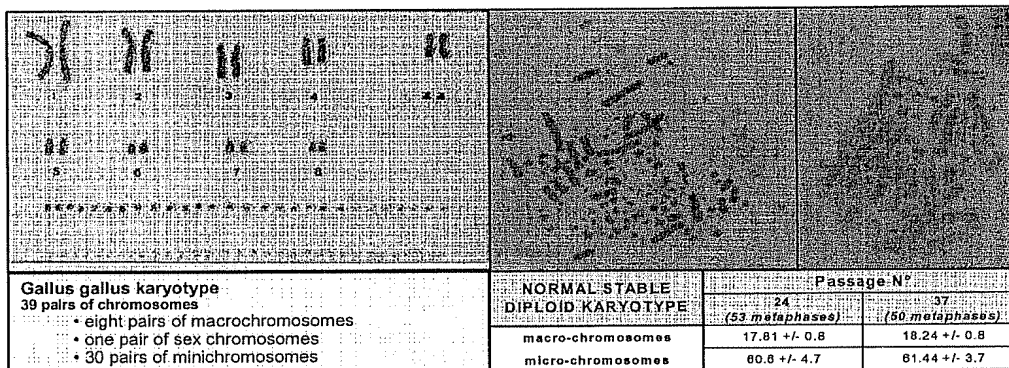 1 2 3 4 ZZ
5 6 7 8
Gallus gallus karyotype
39 pairs of chromosomes
• eight pairs of macrochromosomes
• one pair of sex chromosomes
• 30 pairs of minichromosomes
NORMAL STABLE
DIPLOID KARYOTYPE
Passage N°
24 37
(53 metaphases) (50 metaphases)
macro-chromosomes 17.81 +/- 0.8 18.24 +/- 0.8
micro-chromosomes 60.6 +/- 4.7 61.44 +/- 3.7